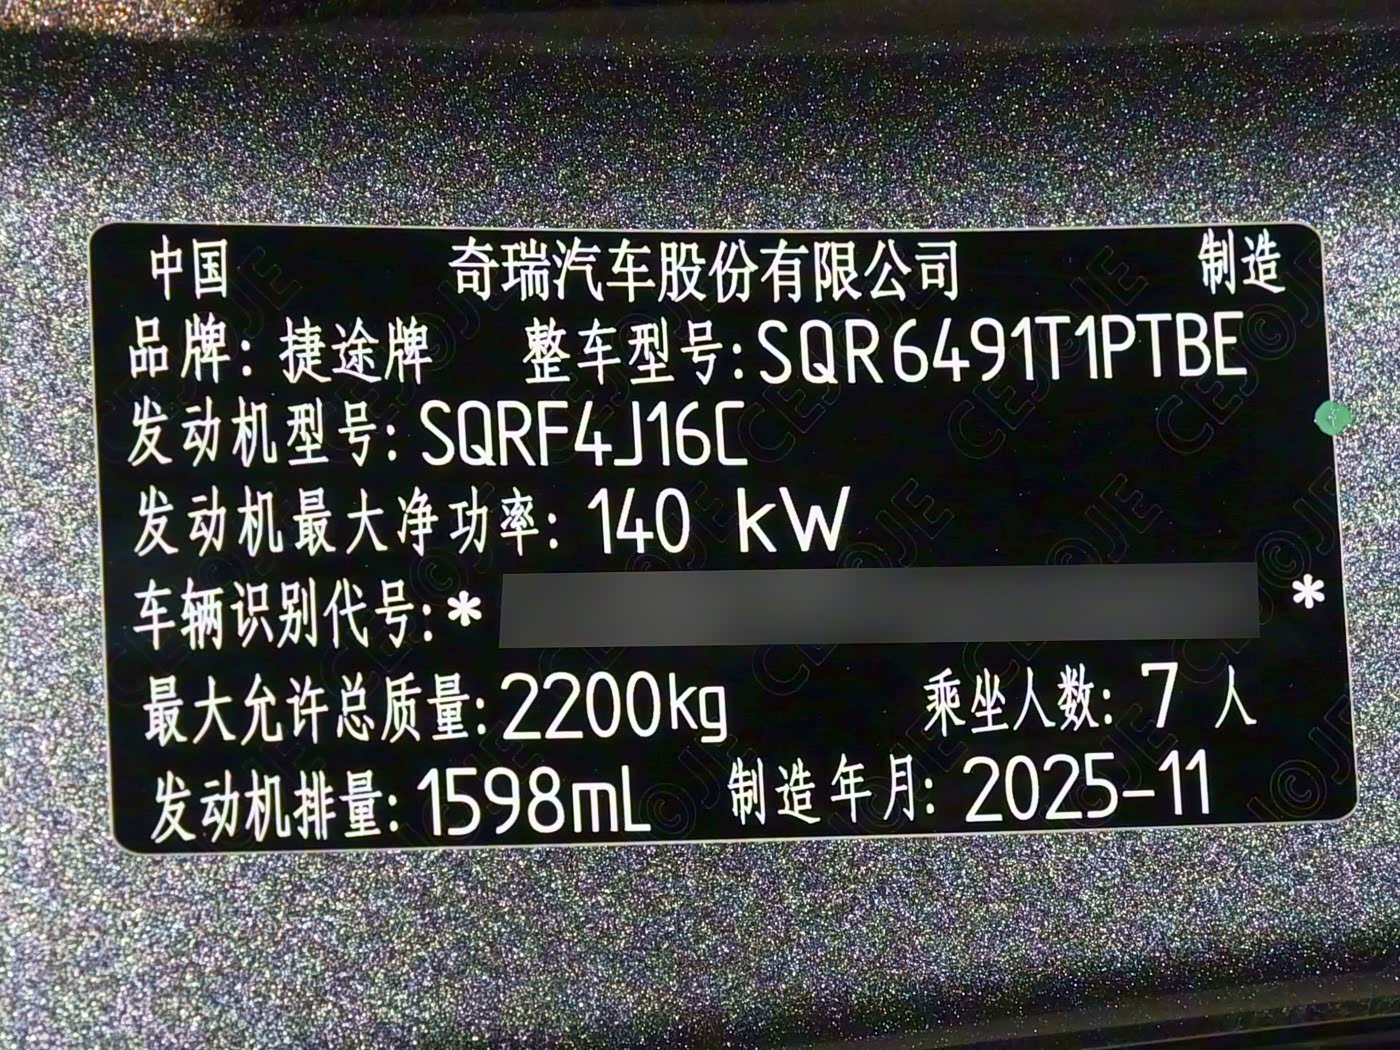 中国 奇瑞汽车股份有限公司 制造
品牌: 捷途牌 整车型号:SQR6491T1PTBE
发动机型号: SQRF4J16C
发动机最大净功率: 140 kW
车辆识别代号:* *
最大允许总质量:2200kg 乘坐人数: 7 人
发动机排量:1598mL 制造年月: 2025-11